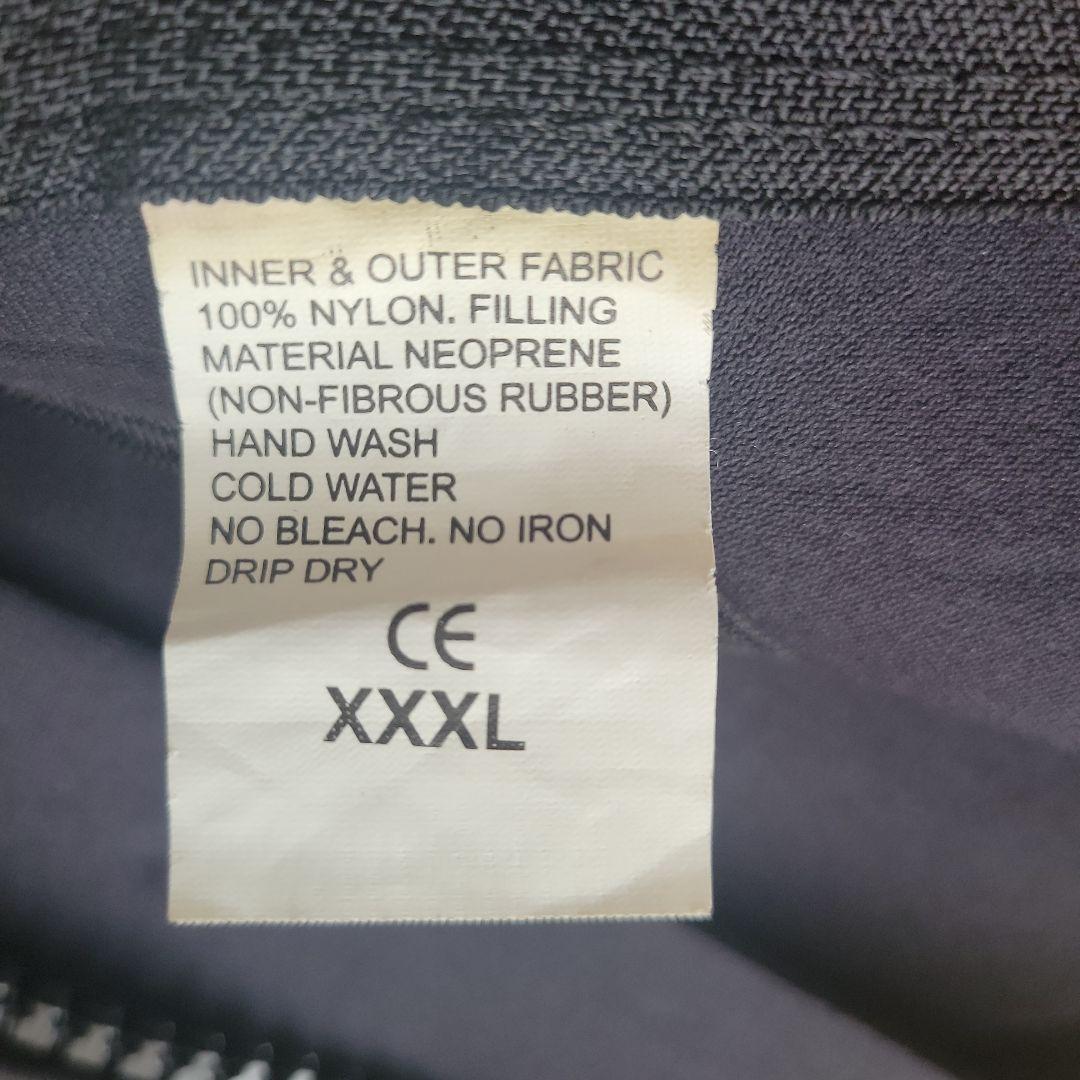 INNER & OUTER FABRIC
100% NYLON. FILLING
MATERIAL NEOPRENE
(NON-FIBROUS RUBBER)
HAND WASH
COLD WATER
NO BLEACH. NO IRON
DRIP DRY
CE
XXXL